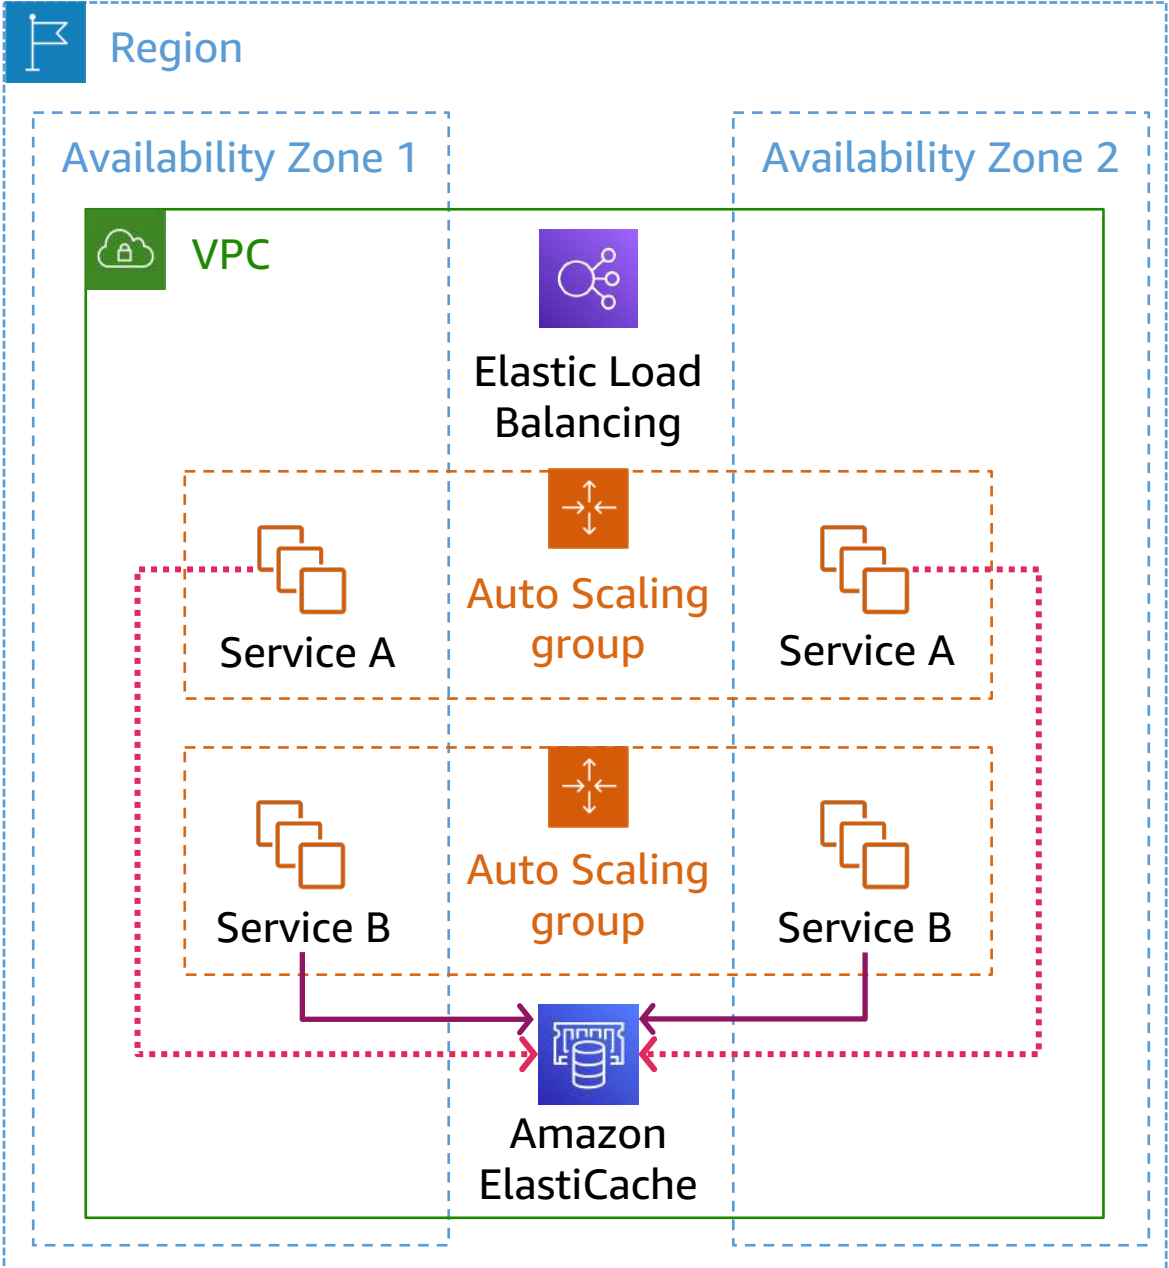 Region
Availability Zone 1
Availability Zone 2
VPC
Elastic Load
Balancing
Auto Scaling
group
Service A
Service A
Auto Scaling
group
Service B
Service B
Amazon
ElastiCache